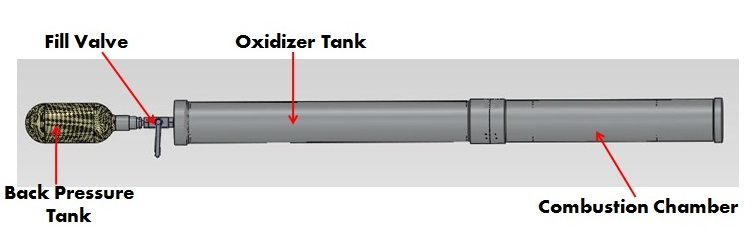 Fill Valve
Oxidizer Tank
Back Pressure
Tank
Combustion Chamber